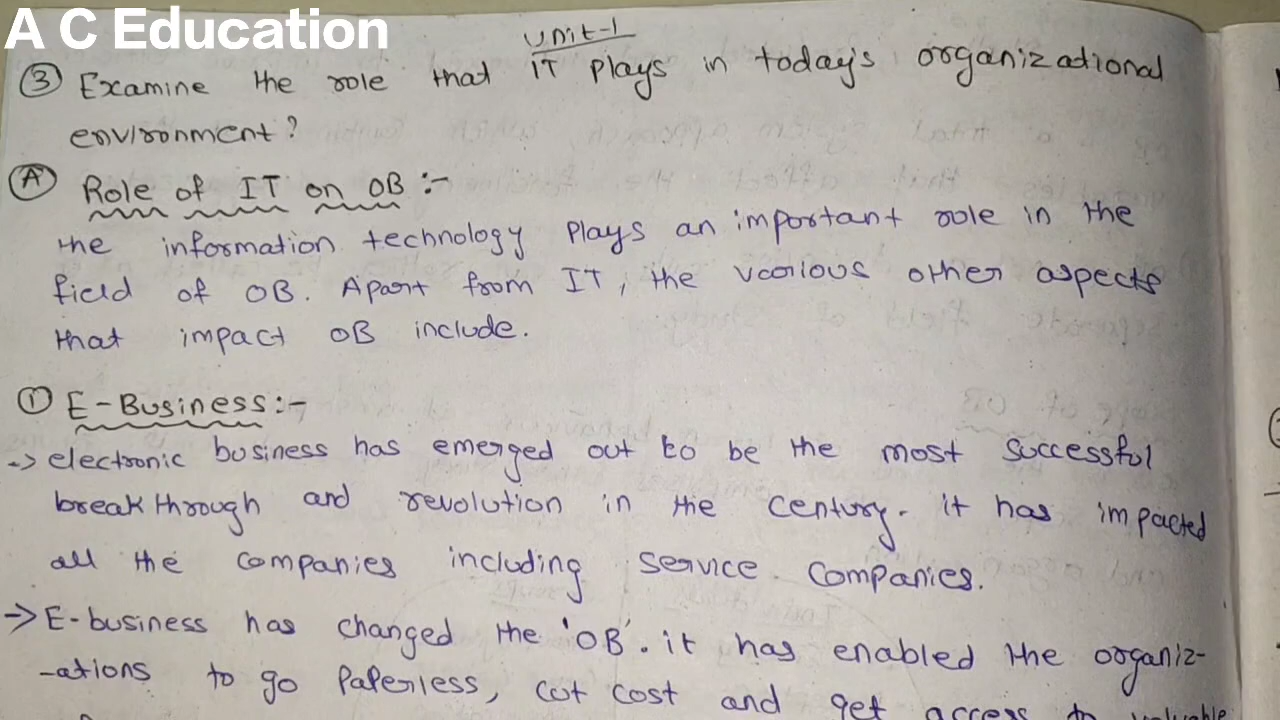 A C Education
Unit-1
③ Examine the role that IT plays in today's organizational
environment?
Ⓐ Role of IT on OB :-
the information technology plays an important role in the
field of OB. Apart from IT, the various other aspects
that impact OB include.
① E-Business:-
-> electronic business has emerged out to be the most successful
breakthrough and revolution in the century. it has impacted
all the companies including service companies.
-> E-business has changed the 'OB'. it has enabled the organiz-
-ations to go Paperless, cut cost and get access to valuable